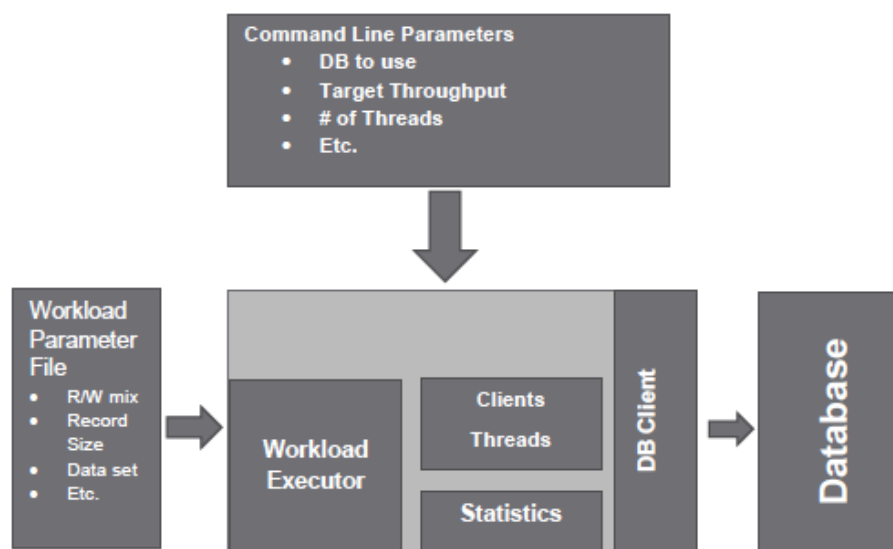 Command Line Parameters
• DB to use
• Target Throughput
• # of Threads
• Etc.
Workload
Parameter
File
• R/W mix
• Record
Size
• Data set
• Etc.
Workload
Executor
Clients
Threads
Statistics
DB Client
Database